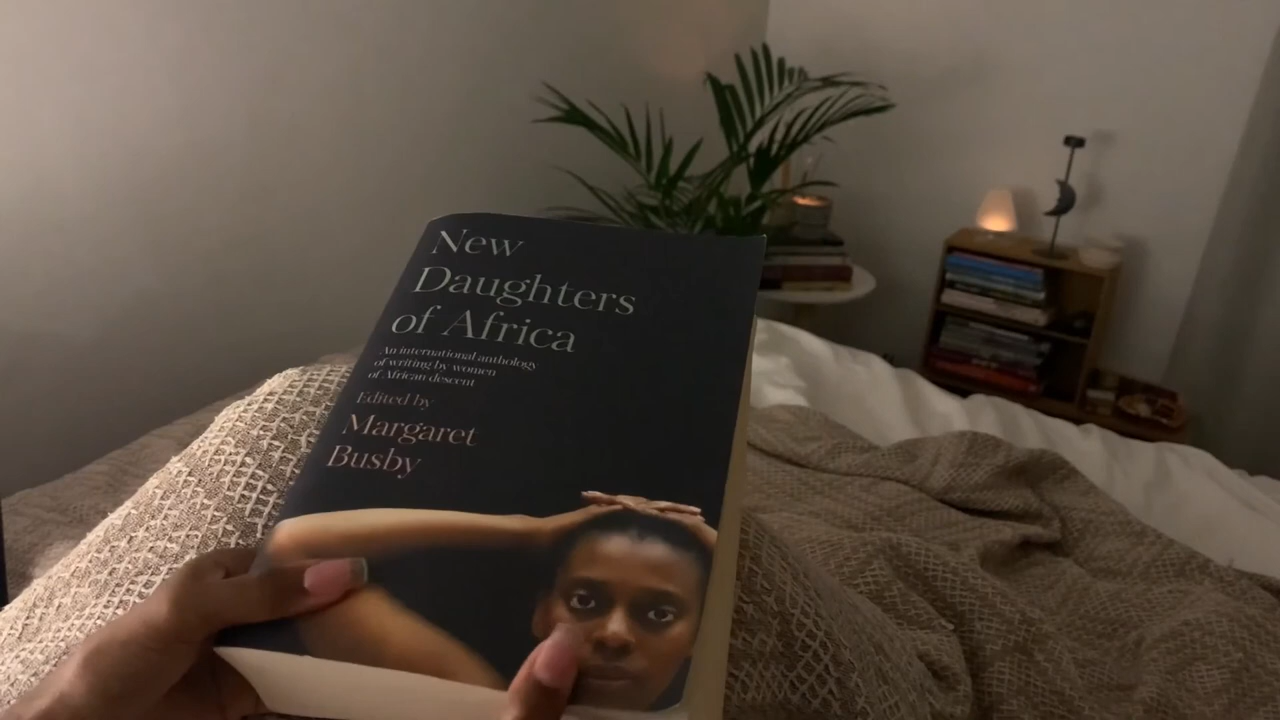 New
Daughters
of Africa
An international anthology
of writing by women
of African descent
Edited by
Margaret
Busby